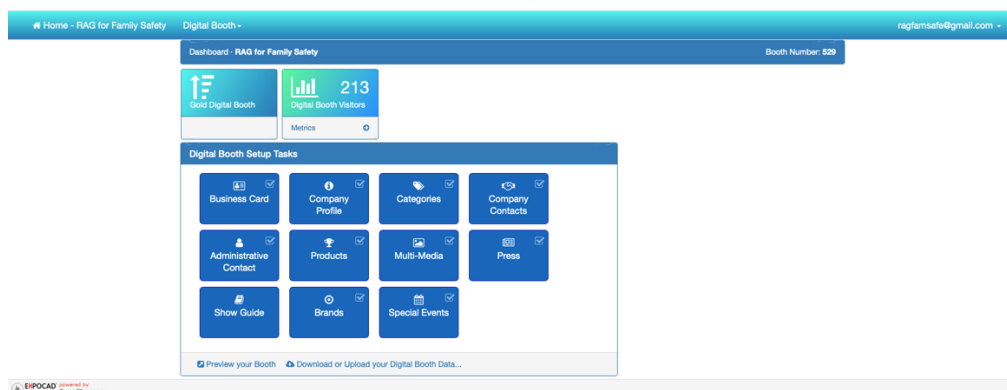 Home - RAG for Family Safety
Digital Booth
ragfamsafe@gmail.com
Dashboard - RAG for Family Safety
Booth Number: 529
Gold Digital Booth
213
Digital Booth Visitors
Metrics
Digital Booth Setup Tasks
Business Card
Company
Profile
Categories
Company
Contacts
Administrative
Contact
Products
Multi-Media
Press
Show Guide
Brands
Special Events
Preview your Booth
Download or Upload your Digital Booth Data...
EXPOCAD powered by